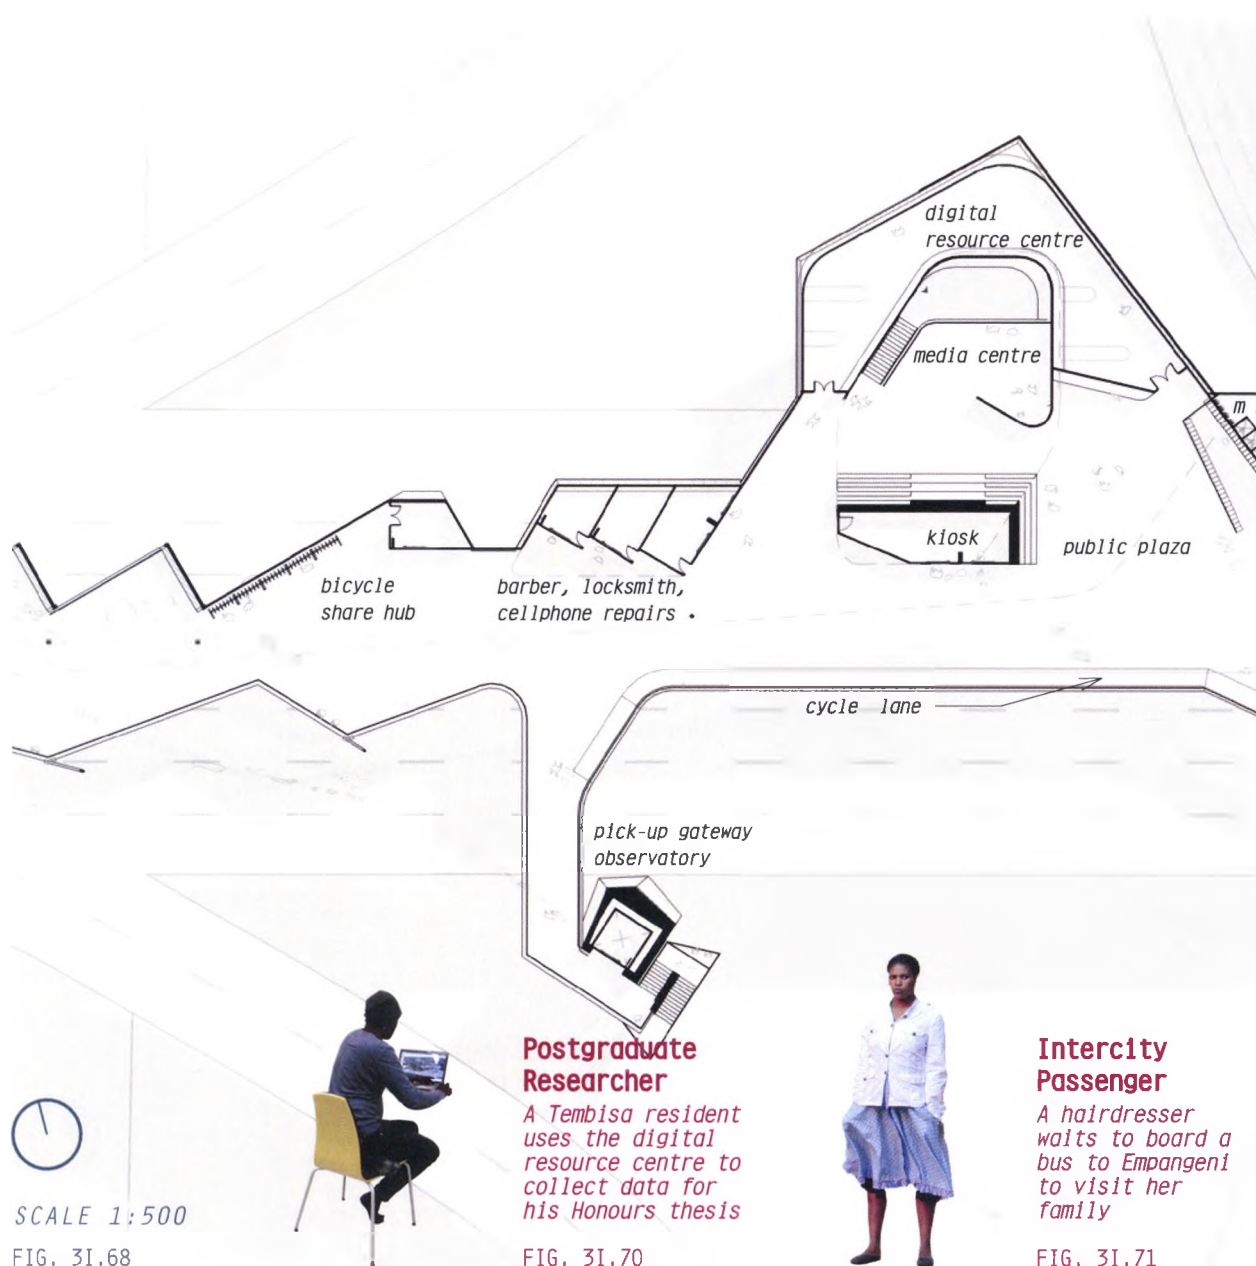 digital
resource centre
media centre
m
kiosk
public plaza
bicycle
share hub
barber, locksmith,
cellphone repairs
cycle lane
pick-up gateway
observatory
SCALE 1:500
FIG. 3I.68
Postgraduate
Researcher
A Tembisa resident
uses the digital
resource centre to
collect data for
his Honours thesis
FIG. 3I.70
Intercity
Passenger
A hairdresser
waits to board a
bus to Empangeni
to visit her
family
FIG. 3I.71